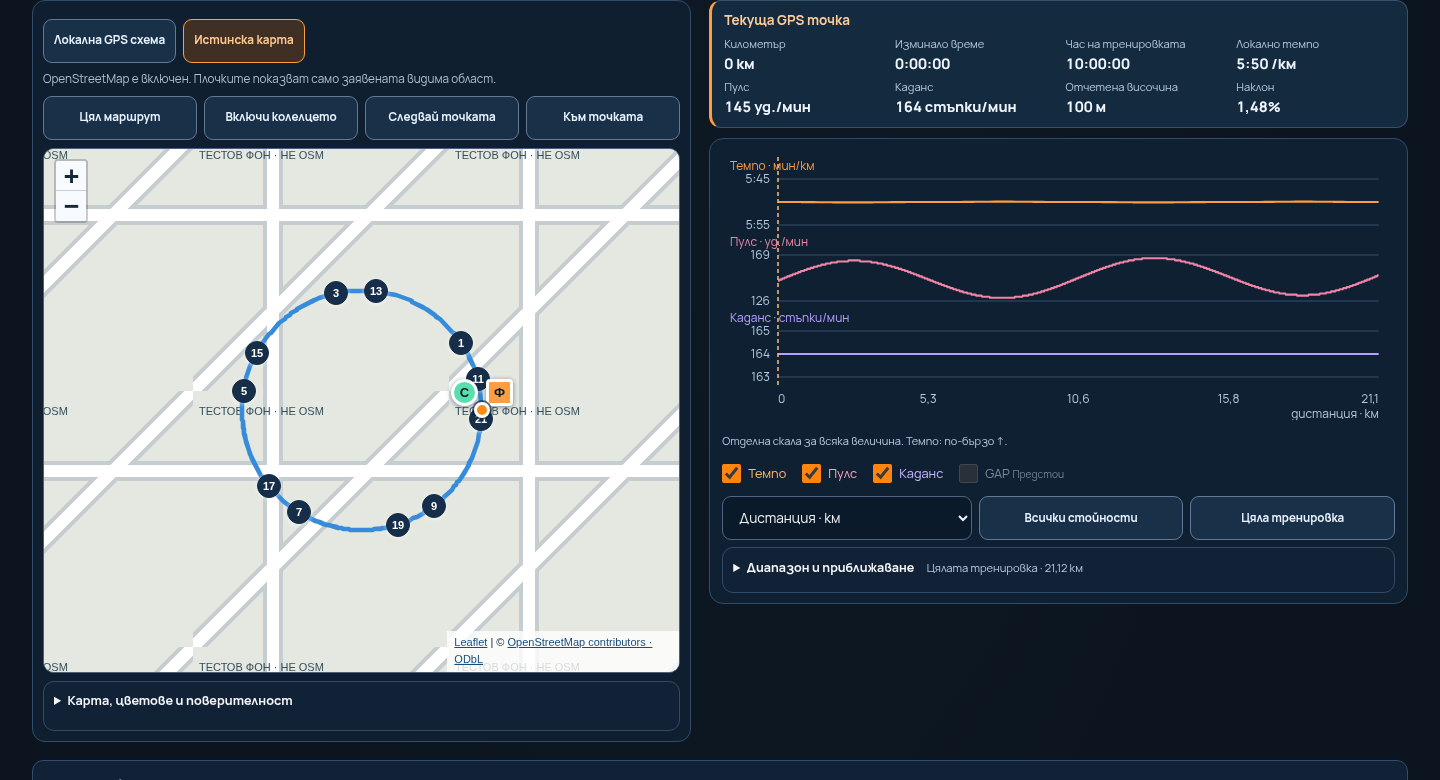 Локална GPS схема
Истинска карта
OpenStreetMap е включен. Плочките показват само заявената видима област.
Цял маршрут
Включи колелцето
Следвай точката
Към точката
OSM
ТЕСТОВ ФОН · НЕ OSM
ТЕСТОВ ФОН · НЕ OSM
+
−
3
13
1
15
11
5
С
Ф
OSM
ТЕСТОВ ФОН · НЕ OSM
21
17
7
9
19
Leaflet | © OpenStreetMap contributors ·
ODbL
OSM
ТЕСТОВ ФОН · НЕ OSM
ТЕСТОВ ФОН · НЕ OSM
Карта, цветове и поверителност
Текуща GPS точка
Километър
Изминало време
Час на тренировката
Локално темпо
0 км
0:00:00
10:00:00
5:50 /км
Пулс
Каданс
Отчетена височина
Наклон
145 уд./мин
164 стъпки/мин
100 м
1,48%
Темпо · мин/км
5:45
5:55
Пулс · уд./мин
169
126
Каданс · стъпки/мин
165
164
163
0
5,3
10,6
15,8
21,1
дистанция · км
Отделна скала за всяка величина. Темпо: по-бързо ↑.
Темпо
Пулс
Каданс
GAP Предстои
Дистанция · км
Всички стойности
Цяла тренировка
Диапазон и приближаване
Цялата тренировка · 21,12 км